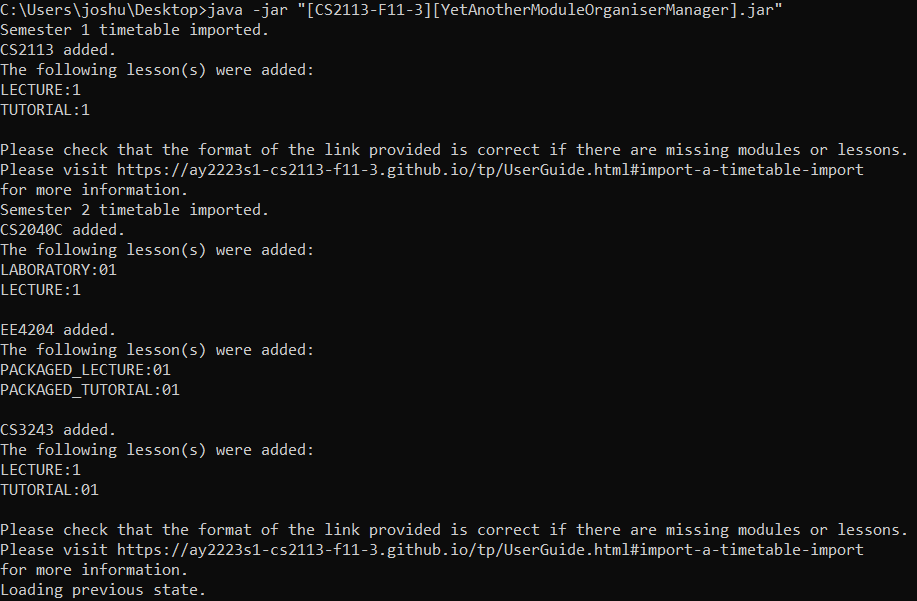 C:\Users\joshu\Desktop>java -jar "[CS2113-F11-3][YetAnotherModuleOrganiserManager].jar"
Semester 1 timetable imported.
CS2113 added.
The following lesson(s) were added:
LECTURE:1
TUTORIAL:1
Please check that the format of the link provided is correct if there are missing modules or lessons.
Please visit https://ay2223s1-cs2113-f11-3.github.io/tp/UserGuide.html#import-a-timetable-import
for more information.
Semester 2 timetable imported.
CS2040C added.
The following lesson(s) were added:
LABORATORY:01
LECTURE:1
EE4204 added.
The following lesson(s) were added:
PACKAGED_LECTURE:01
PACKAGED_TUTORIAL:01
CS3243 added.
The following lesson(s) were added:
LECTURE:1
TUTORIAL:01
Please check that the format of the link provided is correct if there are missing modules or lessons.
Please visit https://ay2223s1-cs2113-f11-3.github.io/tp/UserGuide.html#import-a-timetable-import
for more information.
Loading previous state.